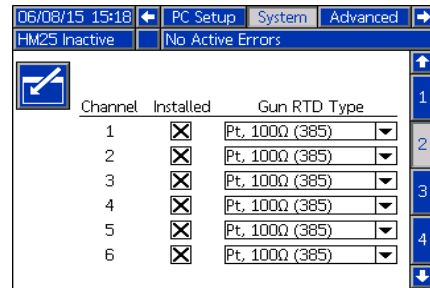 06/08/15 15:18 PC Setup System Advanced
HM25 Inactive No Active Errors
Channel Installed Gun RTD Type
1 Pt, 100Ω (385)
2 Pt, 100Ω (385)
3 Pt, 100Ω (385)
4 Pt, 100Ω (385)
5 Pt, 100Ω (385)
6 Pt, 100Ω (385)
1
2
3
4